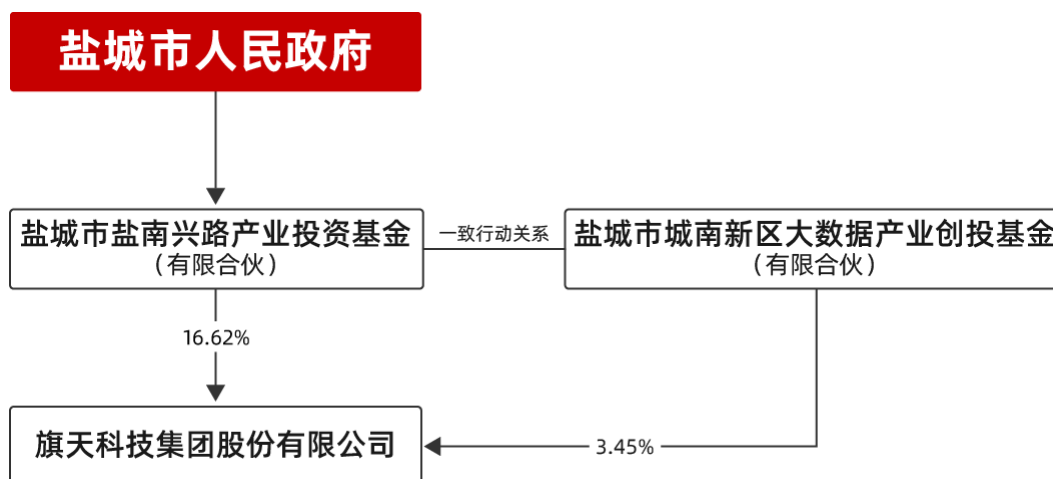 盐城市人民政府
盐城市盐南兴路产业投资基金
（有限合伙）
一致行动关系
盐城市城南新区大数据产业创投基金
（有限合伙）
16.62%
旗天科技集团股份有限公司
3.45%